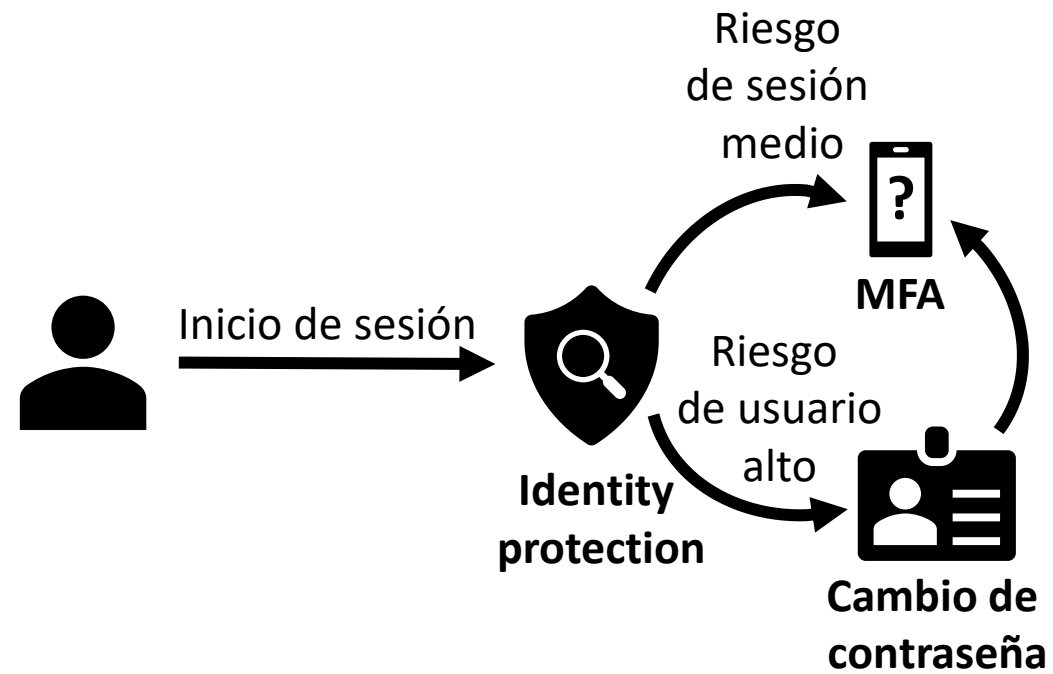 Riesgo
de sesión
medio
?
MFA
Inicio de sesión
Riesgo
de usuario
alto
Identity
protection
Cambio de
contraseña